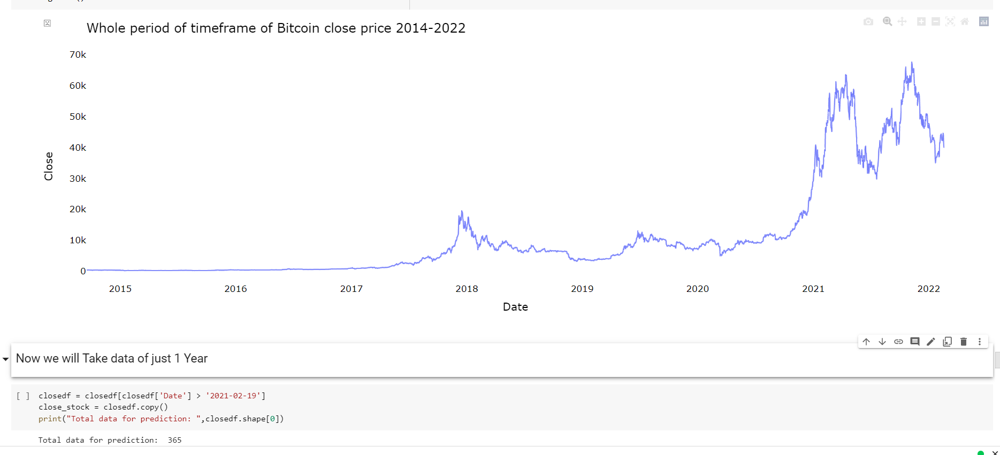 Whole period of timeframe of Bitcoin close price 2014-2022
70k
60k
50k
40k
30k
20k
10k
0
Close
2015 2016 2017 2018 2019 2020 2021 2022
Date
Now we will Take data of just 1 Year
[ ] closedf = closedf[closedf['Date'] > '2021-02-19']
close_stock = closedf.copy()
print("Total data for prediction: ",closedf.shape[0])
Total data for prediction:  365